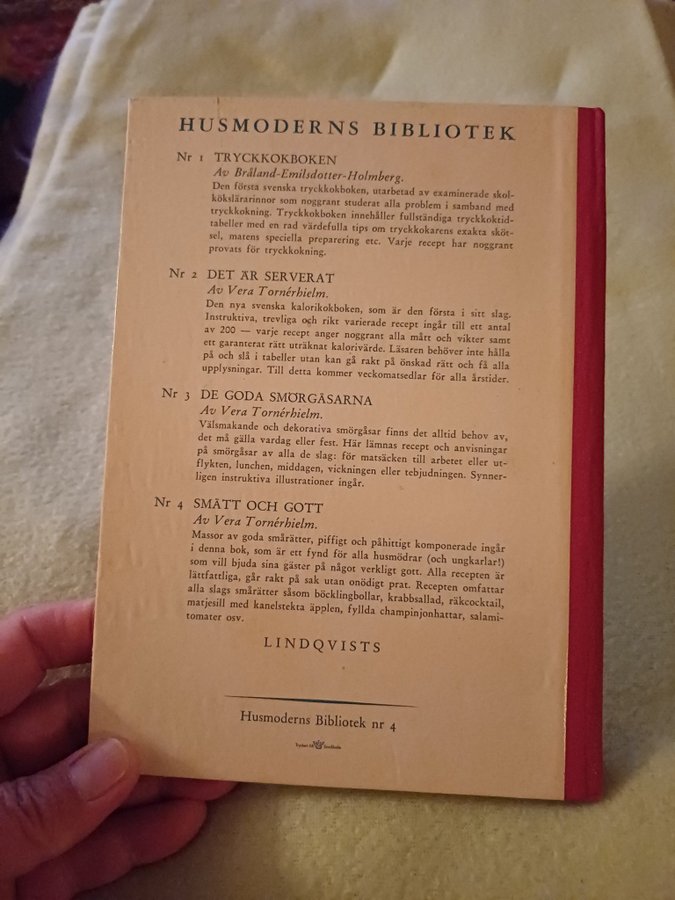 HUSMODERNS BIBLIOTEK
Nr 1 TRYCKKOKBOKEN
Av Bråland-Emilsdotter-Holmberg.
Den första svenska tryckkokboken, utarbetad av examinerade skol-
kökslärarinnor som noggrant studerat alla problem i samband med
tryckkokning. Tryckkokboken innehåller fullständiga tryckkoktid-
tabeller med en rad värdefulla tips om tryckkokarens exakta sköt-
sel, matens speciella preparering etc. Varje recept har noggrant
provats för tryckkokning.
Nr 2 DET ÄR SERVERAT
Av Vera Tornérhielm.
Den nya svenska kalorikokboken, som är den första i sitt slag.
Instruktiva, trevliga och rikt varierade recept ingår till ett antal
av 200 — varje recept anger noggrant alla mått och vikter samt
ett garanterat rätt uträknat kalorivärde. Läsaren behöver inte hålla
på och slå i tabeller utan kan gå rakt på önskad rätt och få alla
upplysningar. Till detta kommer veckomatsedlar för alla årstider.
Nr 3 DE GODA SMÖRGÅSARNA
Av Vera Tornérhielm.
Välsmakande och dekorativa smörgåsar finns det alltid behov av,
det må gälla vardag eller fest. Här lämnas recept och anvisningar
på smörgåsar av alla de slag: för matsäcken till arbetet eller ut-
flykten, lunchen, middagen, vickningen eller tebjudningen. Synner-
ligen instruktiva illustrationer ingår.
Nr 4 SMÅTT OCH GOTT
Av Vera Tornérhielm.
Massor av goda smårätter, piffigt och påhittigt komponerade ingår
i denna bok, som är ett fynd för alla husmödrar (och ungkarlar!)
som vill bjuda sina gäster på något verkligt gott. Alla recepten är
lättfattliga, går rakt på sak utan onödigt prat. Recepten omfattar
alla slags smårätter såsom böcklingbollar, krabbsallad, räkcocktail,
matjesill med kanelstekta äpplen, fyllda champinjonhattar, salami-
tomater osv.
LINDQVISTS
Husmoderns Bibliotek nr 4